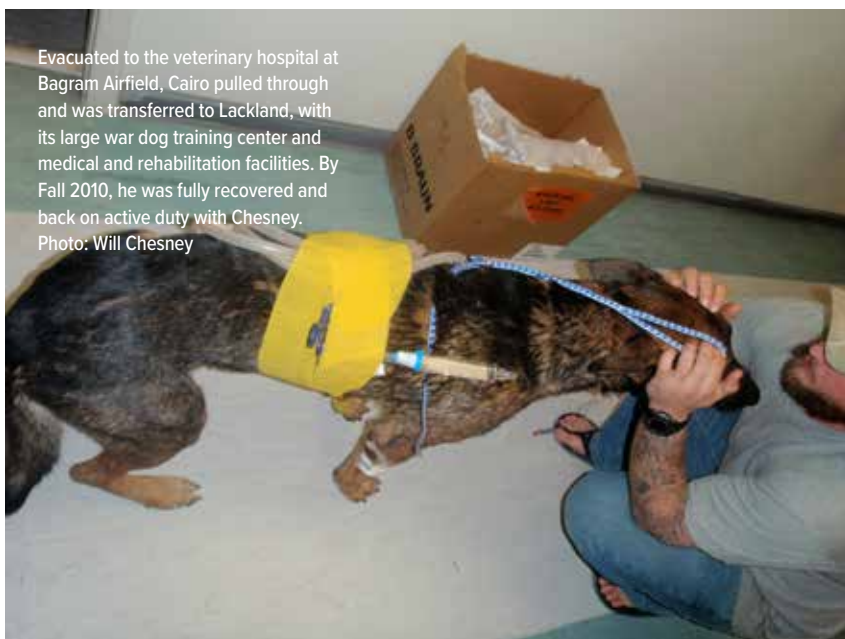 Evacuated to the veterinary hospital at
Bagram Airfield, Cairo pulled through
and was transferred to Lackland, with
its large war dog training center and
medical and rehabilitation facilities. By
Fall 2010, he was fully recovered and
back on active duty with Chesney.
Photo: Will Chesney
B BRAUN